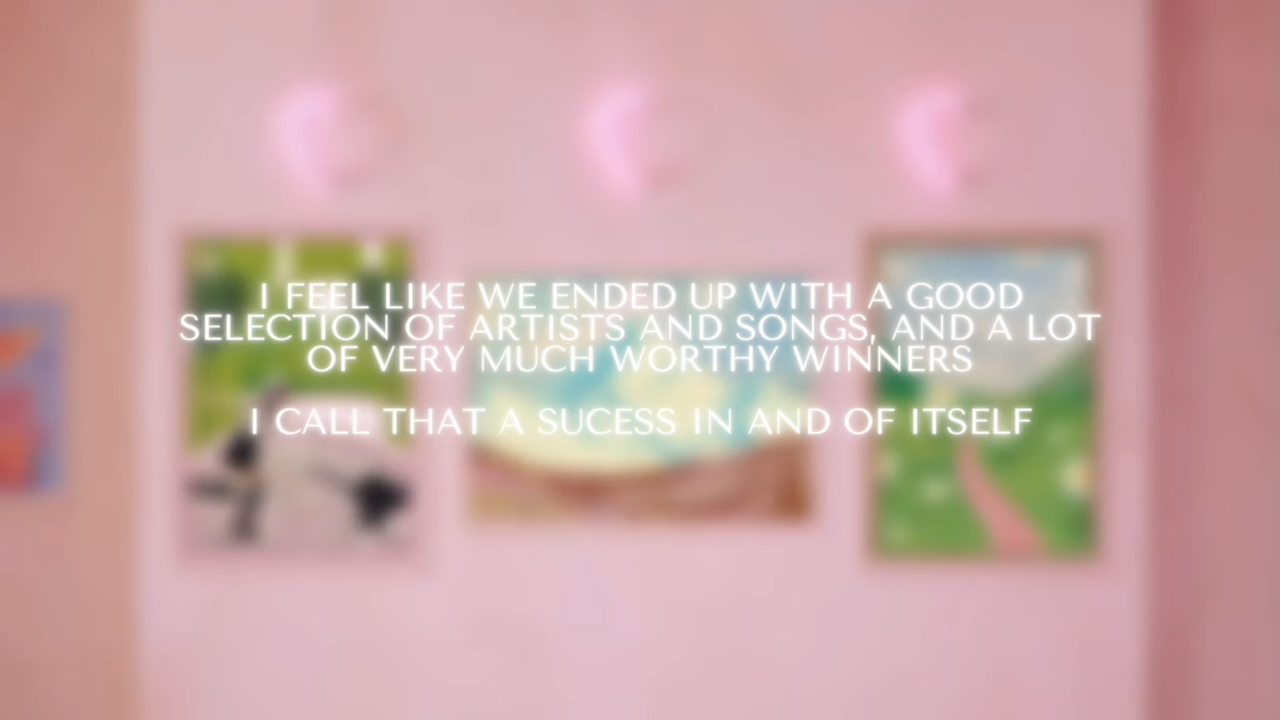 I FEEL LIKE WE ENDED UP WITH A GOOD
SELECTION OF ARTISTS AND SONGS, AND A LOT
OF VERY MUCH WORTHY WINNERS
I CALL THAT A SUCESS IN AND OF ITSELF